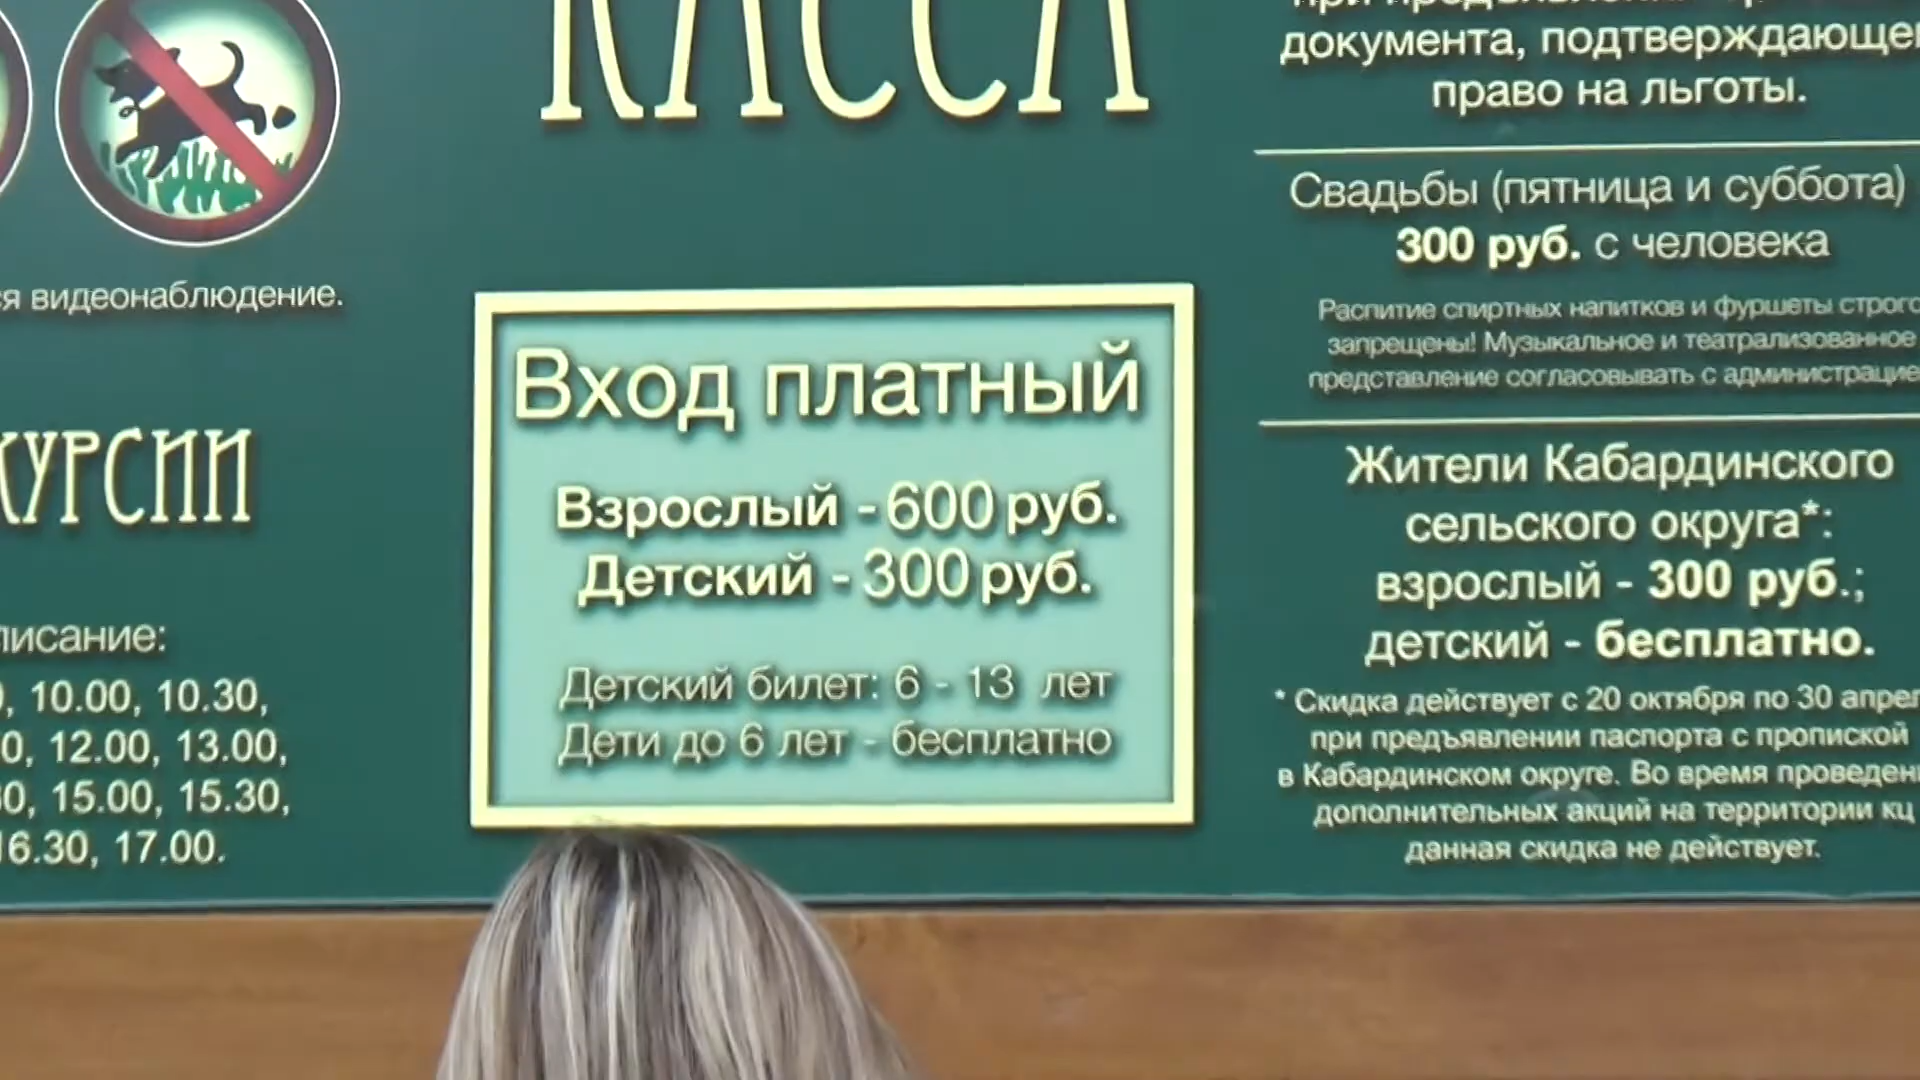 КАССА
я видеонаблюдение.
КУРСИИ
писание:
10.00, 10.30,
12.00, 13.00,
15.00, 15.30,
16.30, 17.00.
Вход платный
Взрослый - 600 руб.
Детский - 300 руб.
Детский билет: 6 - 13 лет
Дети до 6 лет - бесплатно
документа, подтверждающе
право на льготы.
Свадьбы (пятница и суббота)
300 руб. с человека
Распитие спиртных напитков и фуршеты строго
запрещены! Музыкальное и театрализованное
представление согласовывать с администрацие
Жители Кабардинского
сельского округа*:
взрослый - 300 руб.;
детский - бесплатно.
* Скидка действует с 20 октября по 30 апрел
при предъявлении паспорта с пропиской
в Кабардинском округе. Во время проведен
дополнительных акций на территории кц
данная скидка не действует.